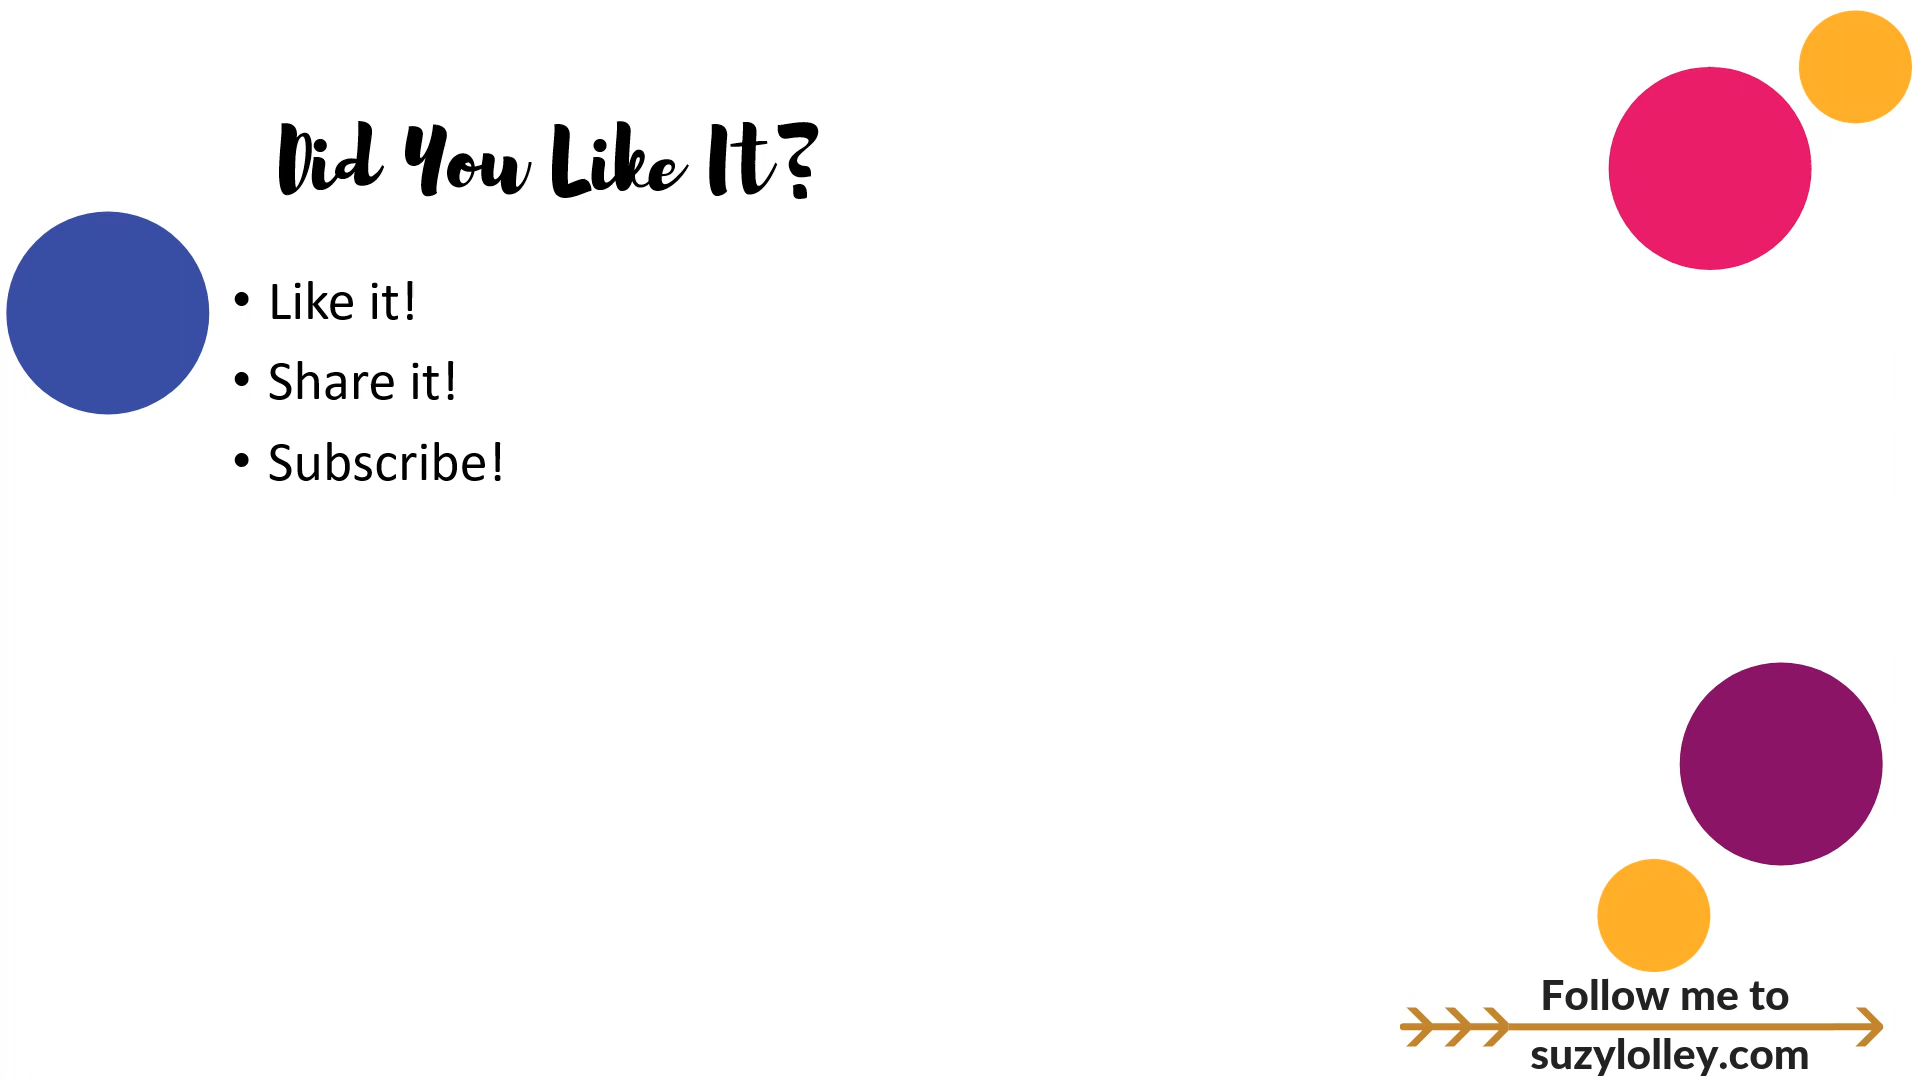 Did You Like It?
• Like it!
• Share it!
• Subscribe!
Follow me to
suzylolley.com